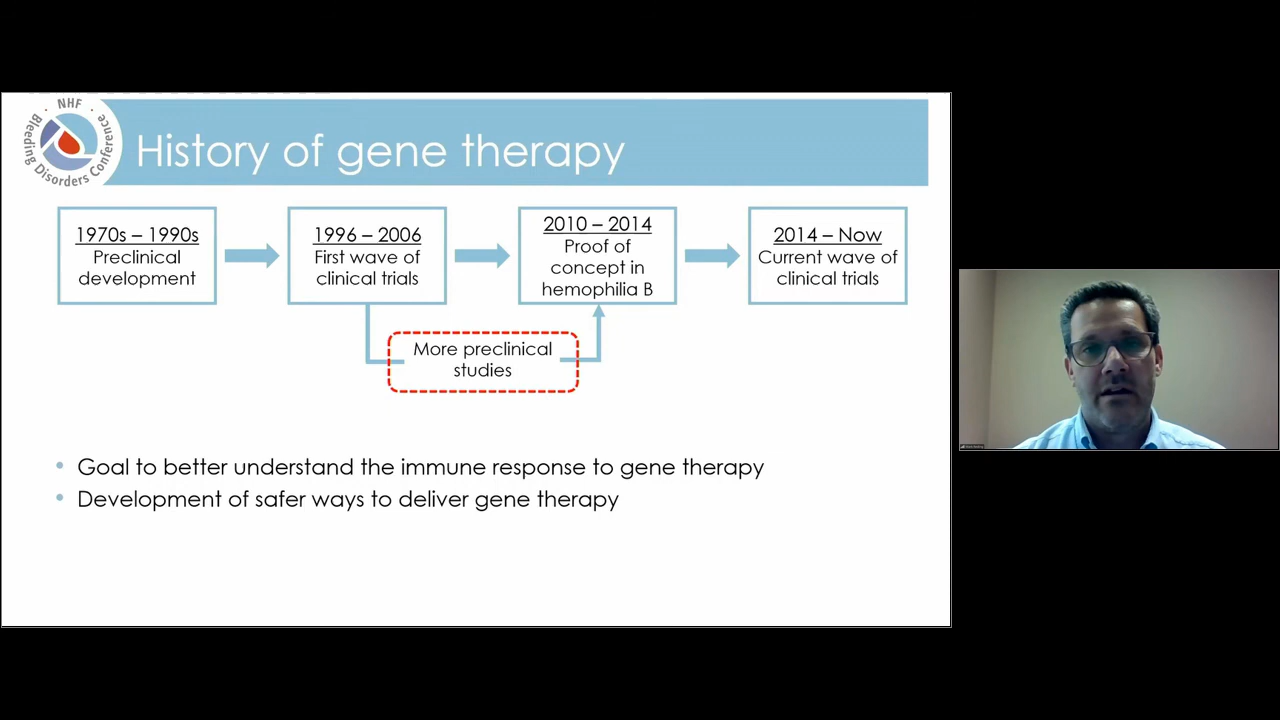 · NHF ·
Bleeding Disorders Conference
History of gene therapy
1970s – 1990s
Preclinical
development
1996 – 2006
First wave of
clinical trials
2010 – 2014
Proof of
concept in
hemophilia B
2014 – Now
Current wave of
clinical trials
More preclinical
studies
• Goal to better understand the immune response to gene therapy
• Development of safer ways to deliver gene therapy